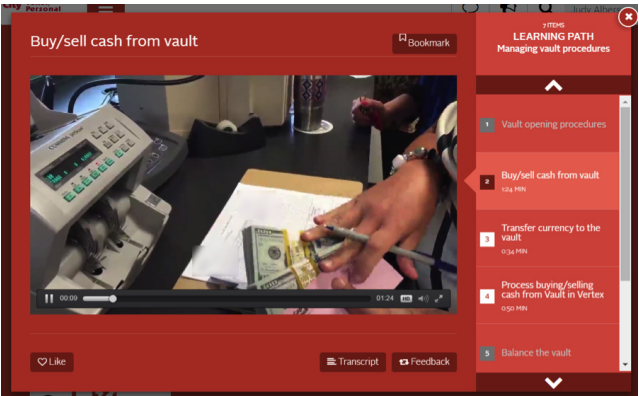 City
Personal
Judy Albers
Buy/sell cash from vault
Bookmark
7 ITEMS
LEARNING PATH
Managing vault procedures
1 Vault opening procedures
2 Buy/sell cash from vault
1:24 MIN
3 Transfer currency to the
vault
0:34 MIN
4 Process buying/selling
cash from Vault in Vertex
0:50 MIN
5 Balance the vault
00:09
01:24
HD
Like
Transcript
Feedback